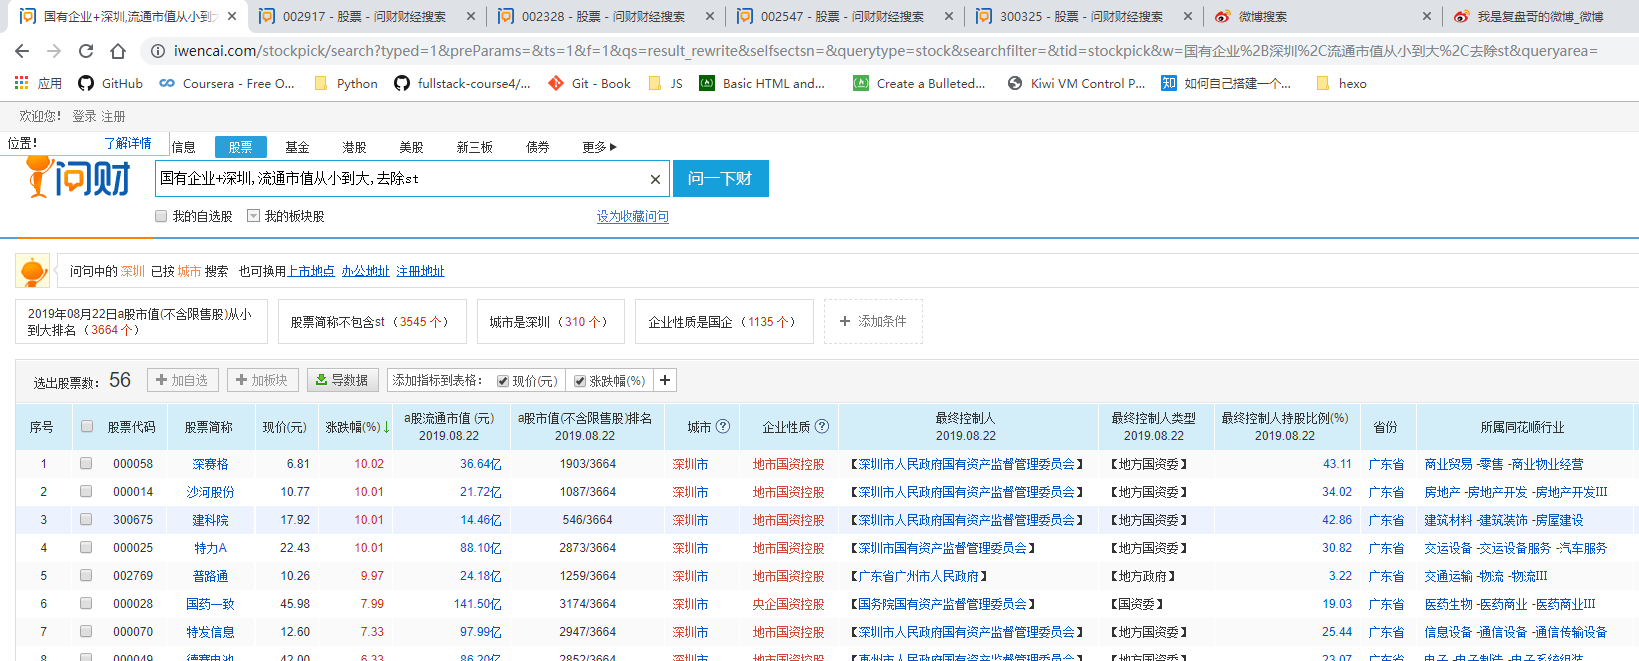 国有企业+深圳,流通市值从小到大
002917 - 股票 - 问财财经搜索
002328 - 股票 - 问财财经搜索
002547 - 股票 - 问财财经搜索
300325 - 股票 - 问财财经搜索
微博搜索
我是复盘哥的微博_微博
iwencai.com/stockpick/search?typed=1&preParams=&ts=1&f=1&qs=result_rewrite&selfsectsn=&querytype=stock&searchfilter=&tid=stockpick&w=国有企业%2B深圳%2C流通市值从小到大%2C去除st&queryarea=
应用 GitHub Coursera - Free O... Python fullstack-course4/... Git - Book JS Basic HTML and... Create a Bulleted... Kiwi VM Control P... 知 如何自己搭建一个... hexo
欢迎您! 登录 注册
位置! 了解详情 信息 股票 基金 港股 美股 新三板 债券 更多
问财
国有企业+深圳,流通市值从小到大,去除st
问一下财
我的自选股 我的板块股 设为收藏问句
问句中的 深圳 已按 城市 搜索 也可换用上市地点 办公地址 注册地址
2019年08月22日a股市值(不含限售股)从小到大排名（3664 个）
股票简称不包含st（3545 个）
城市是深圳（310 个）
企业性质是国企（1135 个）
+ 添加条件
选出股票数: 56 加自选 加板块 导数据 添加指标到表格: 现价(元) 涨跌幅(%) +
序号 股票代码 股票简称 现价(元) 涨跌幅(%)↓ a股流通市值 (元) 2019.08.22 a股市值(不含限售股)排名 2019.08.22 城市 企业性质 最终控制人 2019.08.22 最终控制人类型 2019.08.22 最终控制人持股比例(%) 2019.08.22 省份 所属同花顺行业
1 000058 深赛格 6.81 10.02 36.64亿 1903/3664 深圳市 地市国资控股 【深圳市人民政府国有资产监督管理委员会】 【地方国资委】 43.11 广东省 商业贸易 -零售 -商业物业经营
2 000014 沙河股份 10.77 10.01 21.72亿 1087/3664 深圳市 地市国资控股 【深圳市人民政府国有资产监督管理委员会】 【地方国资委】 34.02 广东省 房地产 -房地产开发 -房地产开发III
3 300675 建科院 17.92 10.01 14.46亿 546/3664 深圳市 地市国资控股 【深圳市人民政府国有资产监督管理委员会】 【地方国资委】 42.86 广东省 建筑材料 -建筑装饰 -房屋建设
4 000025 特力A 22.43 10.01 88.10亿 2873/3664 深圳市 地市国资控股 【深圳市国有资产监督管理委员会】 【地方国资委】 30.82 广东省 交运设备 -交运设备服务 -汽车服务
5 002769 普路通 10.26 9.97 24.18亿 1259/3664 深圳市 地市国资控股 【广东省广州市人民政府】 【地方政府】 3.22 广东省 交通运输 -物流 -物流III
6 000028 国药一致 45.98 7.99 141.50亿 3174/3664 深圳市 央企国资控股 【国务院国有资产监督管理委员会】 【国资委】 19.03 广东省 医药生物 -医药商业 -医药商业III
7 000070 特发信息 12.60 7.33 97.99亿 2947/3664 深圳市 地市国资控股 【深圳市人民政府国有资产监督管理委员会】 【地方国资委】 25.44 广东省 信息设备 -通信设备 -通信传输设备
8 000049 德赛电池 42.00 6.33 86.20亿 2852/3664 深圳市 地市国资控股 【惠州市人民政府国有资产监督管理委员会】 【地方国资委】 23.07 广东省 电子 -电子制造 -电子系统组装